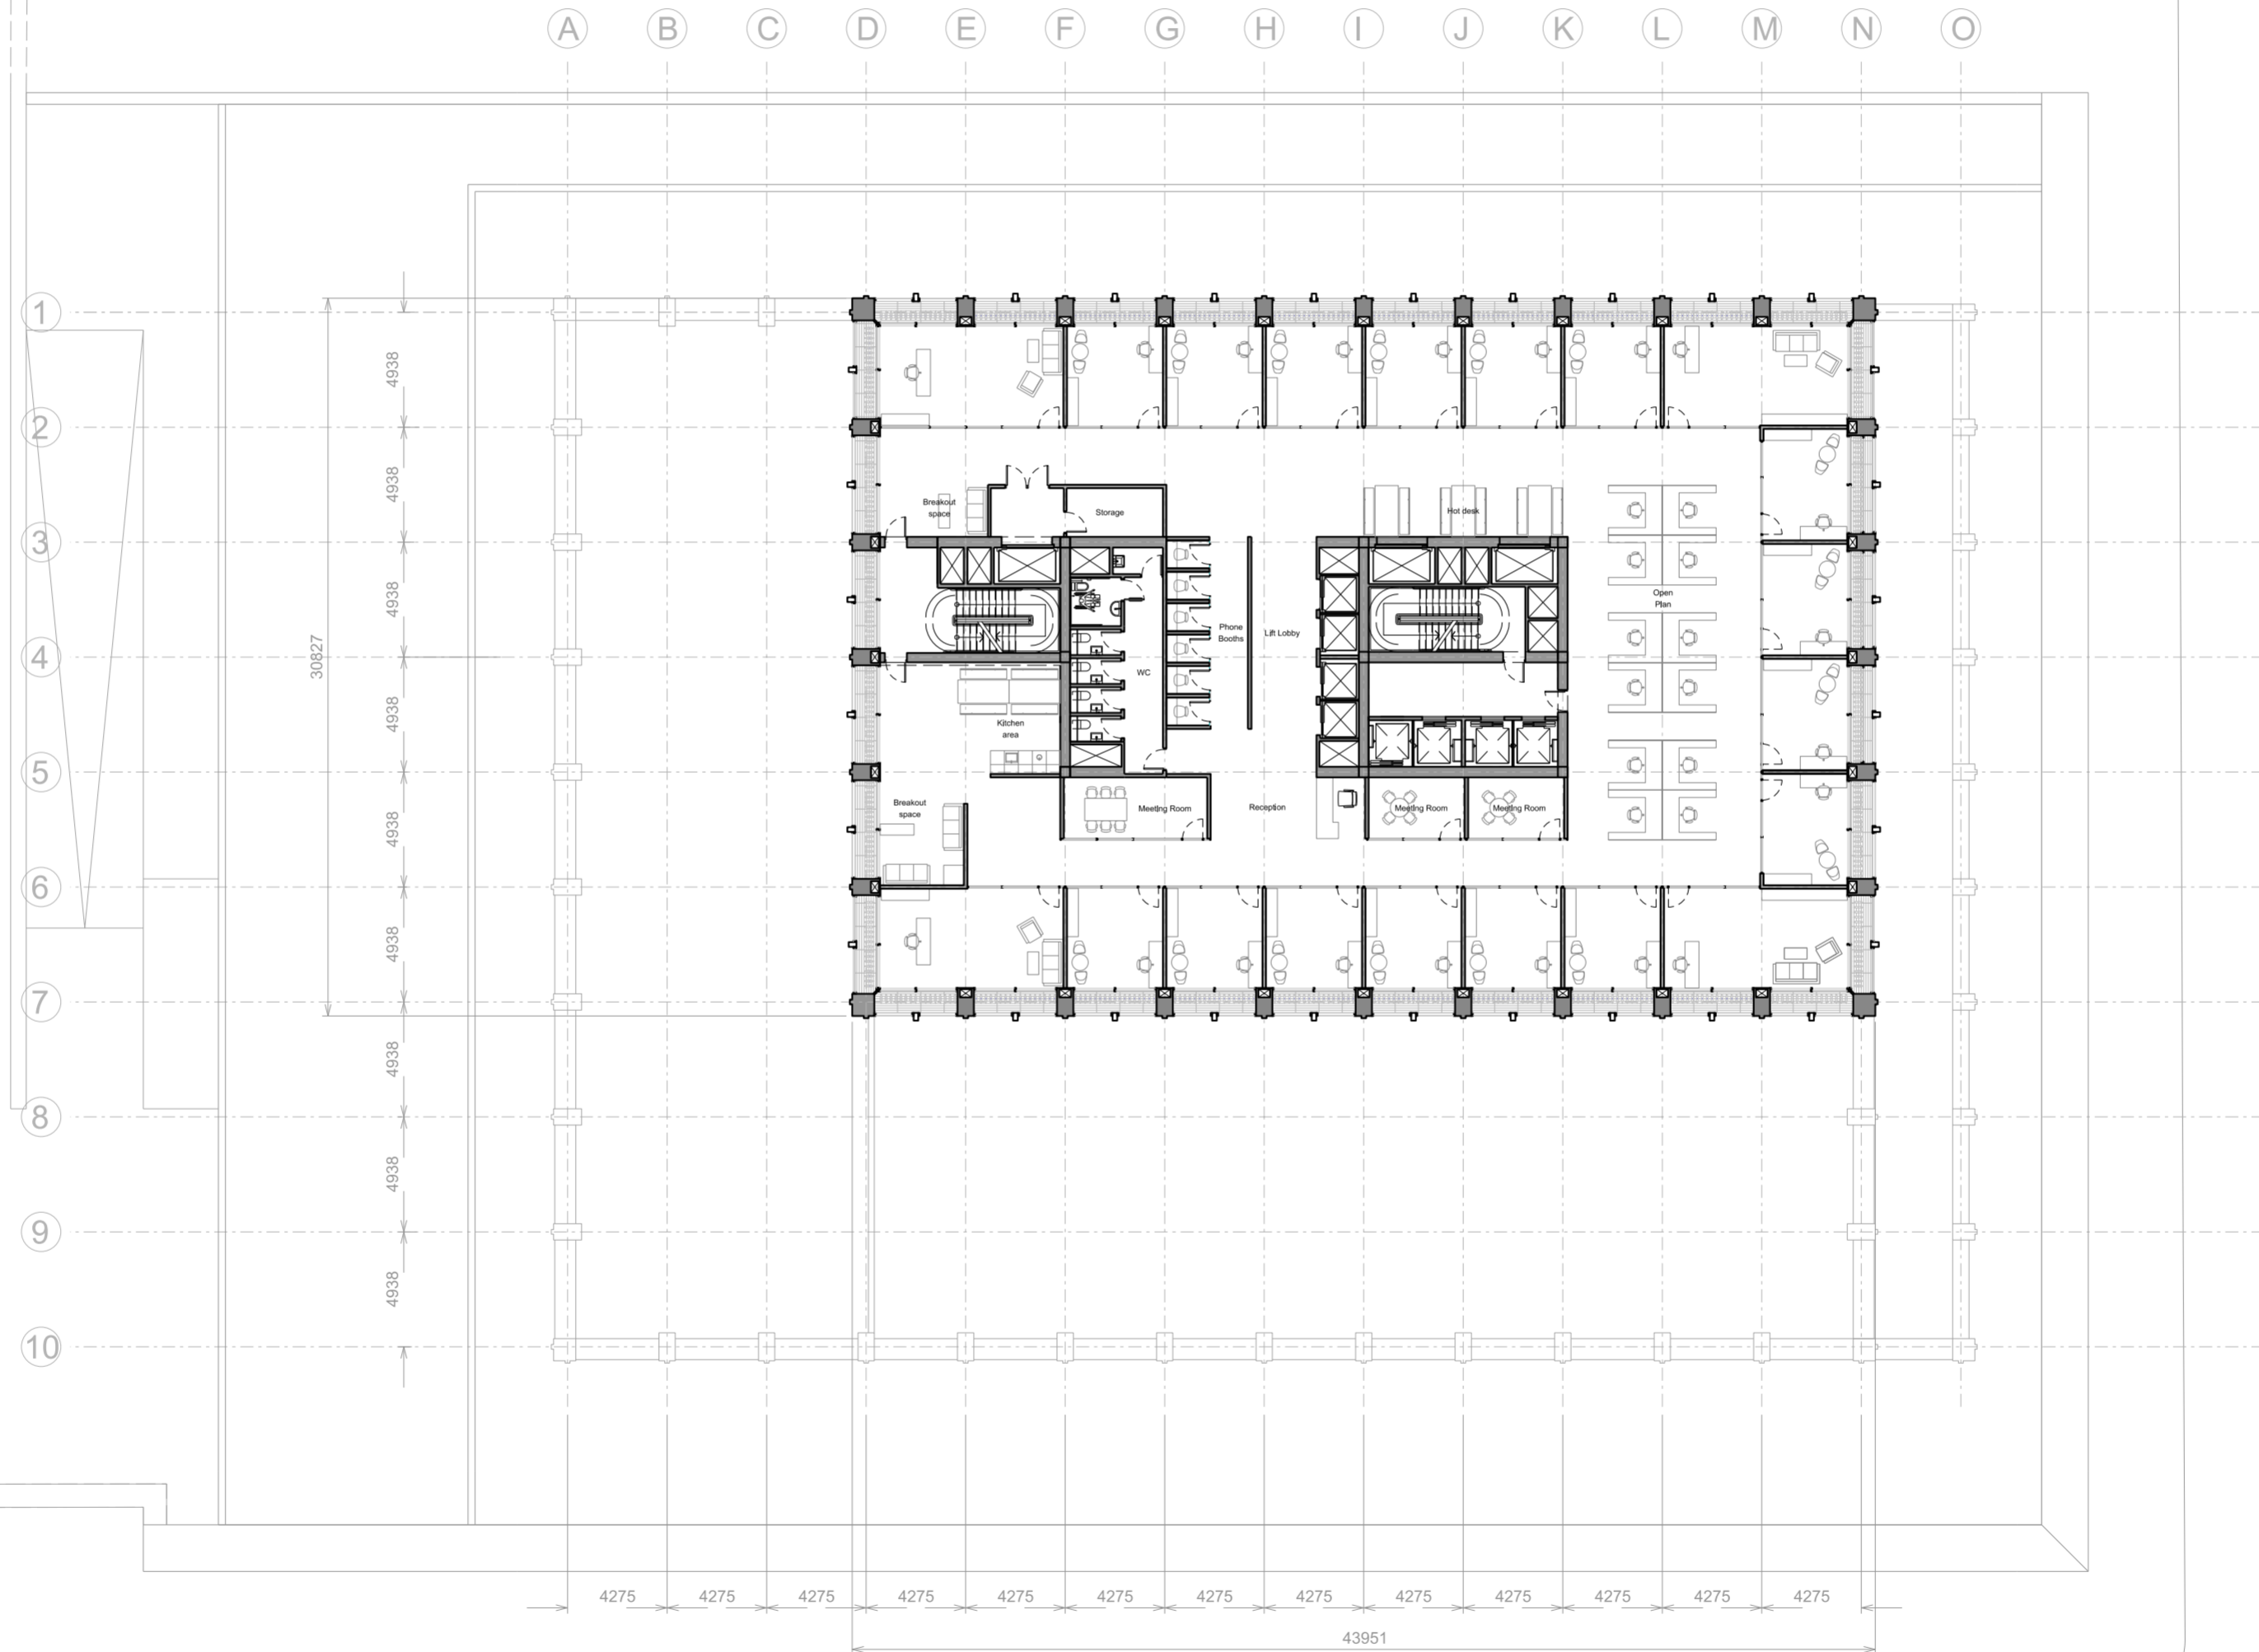 A B C D E F G H I J K L M N O
1
4938
2
4938
Breakout
space
Storage
Hot desk
3
4938
Open
Plan
30827
Phone
Booths
Lift Lobby
4
WC
4938
Kitchen
area
5
Breakout
space
Meeting Room
Reception
Meeting Room
Meeting Room
4938
6
4938
7
4938
8
4938
9
4938
10
4275 4275 4275 4275 4275 4275 4275 4275 4275 4275 4275 4275 4275
43951